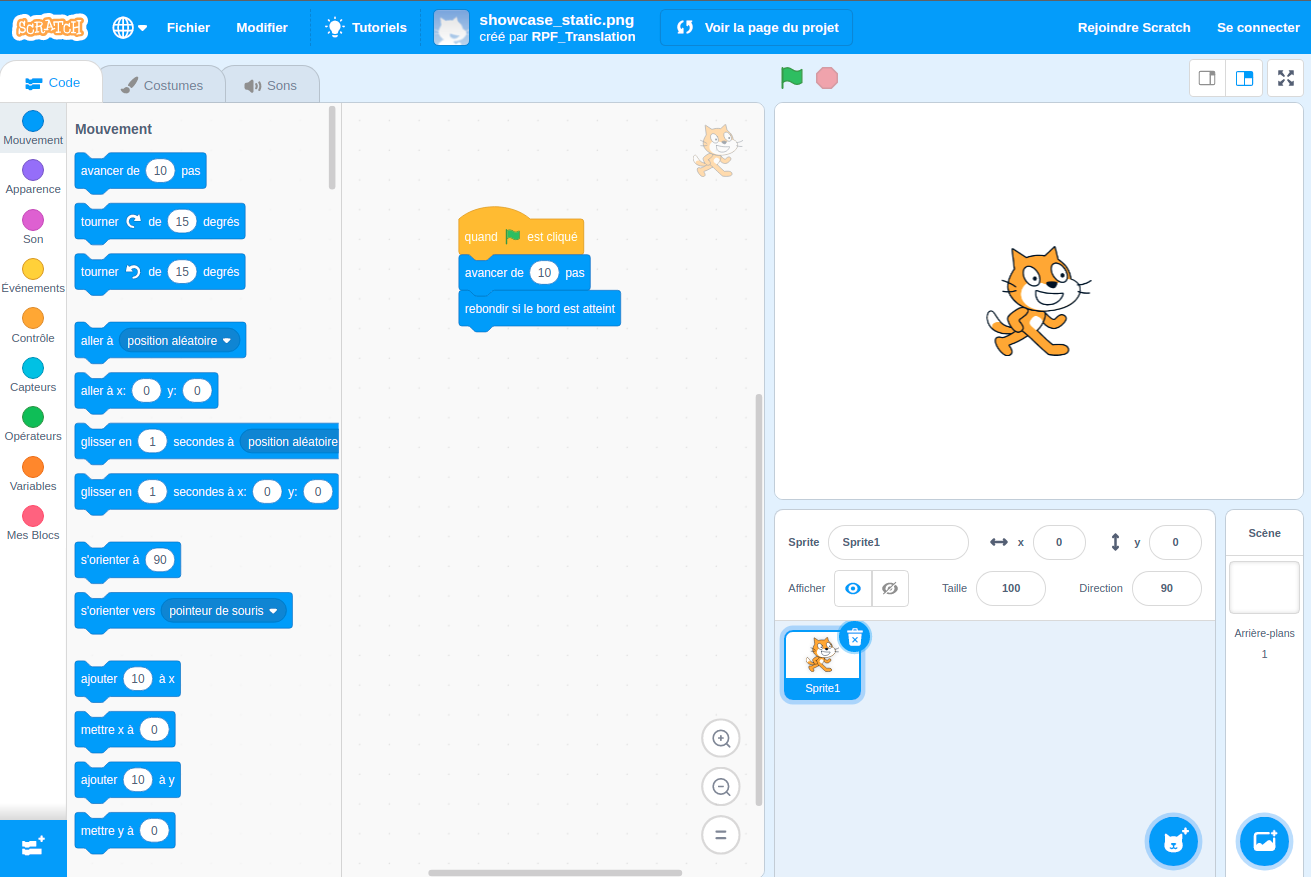 SCRATCH
Fichier
Modifier
Tutoriels
showcase_static.png
créé par RPF_Translation
Voir la page du projet
Rejoindre Scratch
Se connecter
Code
Costumes
Sons
Mouvement
Apparence
Son
Événements
Contrôle
Capteurs
Opérateurs
Variables
Mes Blocs
Mouvement
avancer de 10 pas
tourner de 15 degrés
tourner de 15 degrés
aller à position aléatoire
aller à x: 0 y: 0
glisser en 1 secondes à position aléatoire
glisser en 1 secondes à x: 0 y: 0
s'orienter à 90
s'orienter vers pointeur de souris
ajouter 10 à x
mettre x à 0
ajouter 10 à y
mettre y à 0
quand est cliqué
avancer de 10 pas
rebondir si le bord est atteint
Sprite Sprite1 x 0 y 0
Afficher Taille 100 Direction 90
Sprite1
Scène
Arrière-plans
1